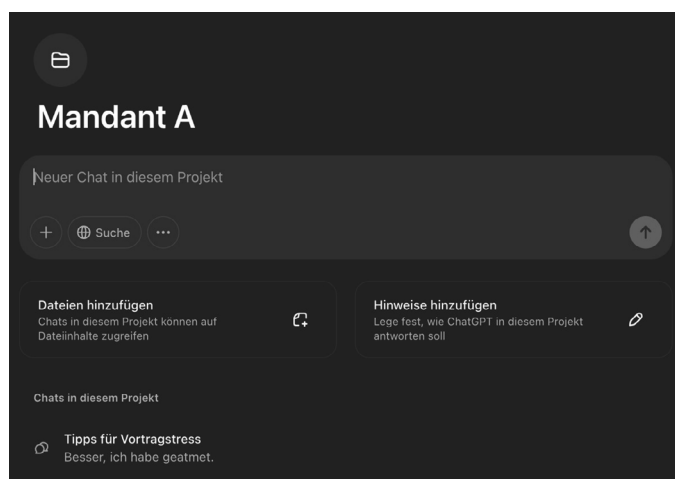 Mandant A
Neuer Chat in diesem Projekt
Suche
Dateien hinzufügen
Chats in diesem Projekt können auf
Dateiinhalte zugreifen
Hinweise hinzufügen
Lege fest, wie ChatGPT in diesem Projekt
antworten soll
Chats in diesem Projekt
Tipps für Vortragstress
Besser, ich habe geatmet.